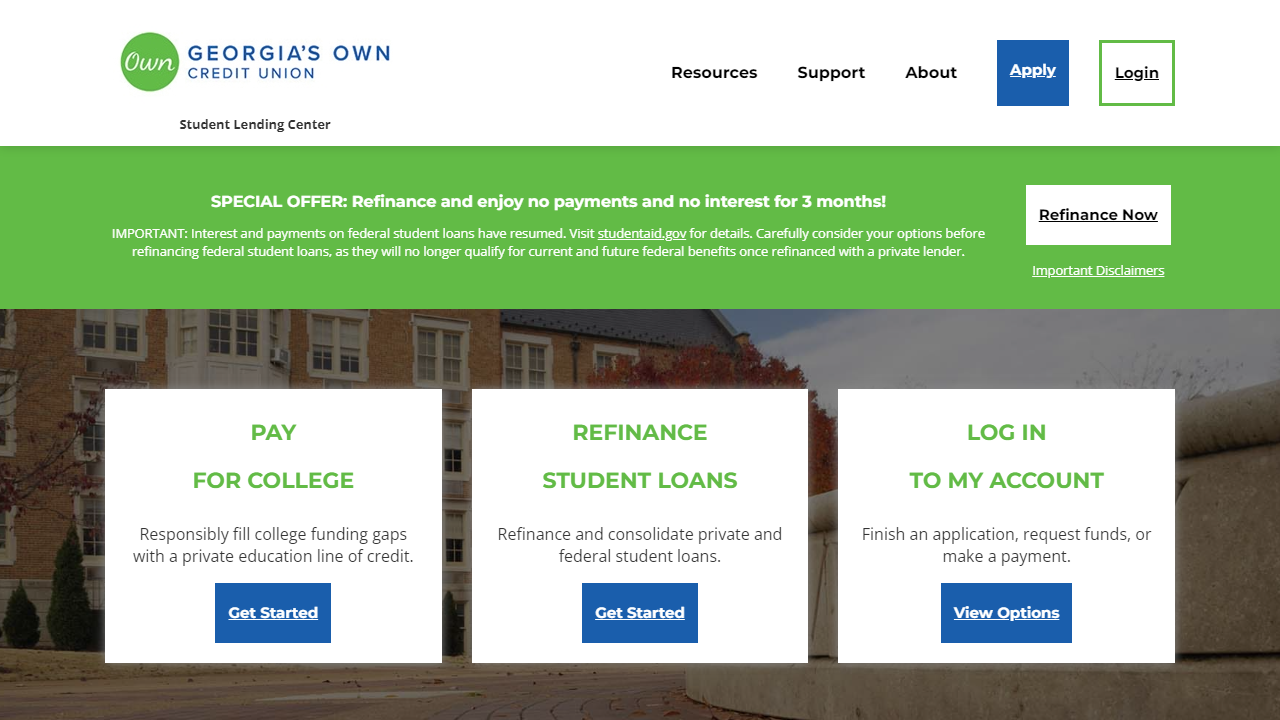 Own
GEORGIA'S OWN
CREDIT UNION
Student Lending Center
Resources
Support
About
Apply
Login
SPECIAL OFFER: Refinance and enjoy no payments and no interest for 3 months!
IMPORTANT: Interest and payments on federal student loans have resumed. Visit studentaid.gov for details. Carefully consider your options before
refinancing federal student loans, as they will no longer qualify for current and future federal benefits once refinanced with a private lender.
Refinance Now
Important Disclaimers
PAY
FOR COLLEGE
Responsibly fill college funding gaps
with a private education line of credit.
Get Started
REFINANCE
STUDENT LOANS
Refinance and consolidate private and
federal student loans.
Get Started
LOG IN
TO MY ACCOUNT
Finish an application, request funds, or
make a payment.
View Options